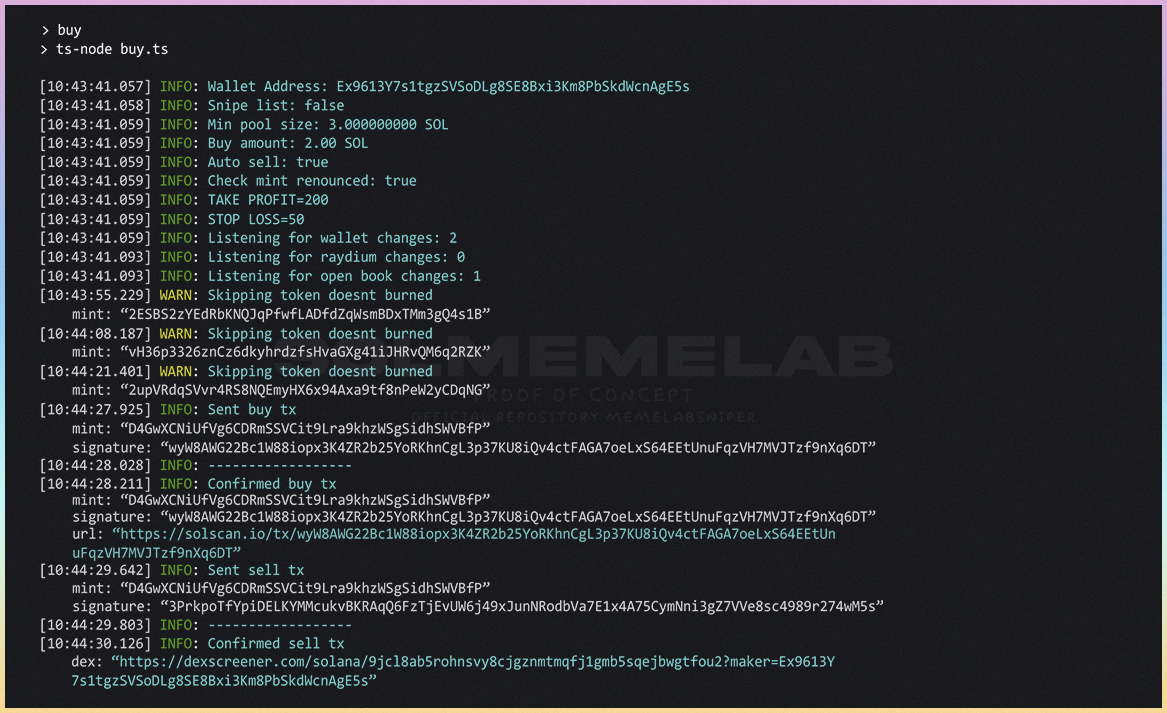 > buy
> ts-node buy.ts
[10:43:41.057] INFO: Wallet Address: Ex9613Y7s1tgzSVSoDLg8SE8Bxi3Km8PbSkdWcnAgE5s
[10:43:41.058] INFO: Snipe list: false
[10:43:41.059] INFO: Min pool size: 3.000000000 SOL
[10:43:41.059] INFO: Buy amount: 2.00 SOL
[10:43:41.059] INFO: Auto sell: true
[10:43:41.059] INFO: Check mint renounced: true
[10:43:41.059] INFO: TAKE PROFIT=200
[10:43:41.059] INFO: STOP LOSS=50
[10:43:41.059] INFO: Listening for wallet changes: 2
[10:43:41.093] INFO: Listening for raydium changes: 0
[10:43:41.093] INFO: Listening for open book changes: 1
[10:43:55.229] WARN: Skipping token doesnt burned
mint: “2ESBS2zYEdRbKNQJqPfwfLADfdZqWsmBDxTMm3gQ4s1B”
[10:44:08.187] WARN: Skipping token doesnt burned
mint: “vH36p3326znCz6dkyhrdzfsHvaGXg41iJHRvQM6q2RZK”
[10:44:21.401] WARN: Skipping token doesnt burned
mint: “2upVRdqSVvr4RS8NQEmyHXGx94Axa9tf8nPeW2yCDqNG”
[10:44:27.925] INFO: Sent buy tx
mint: “D4GwXCNiUfVg6CDRmSSVCit9Lra9khzWSgSidhSWVBfP”
signature: “wyW8AWG22Bc1W88iopx3K4ZR2b25YoRKhnCgL3p37KU8iQv4ctFAGA7oeLxS64EEtUnuFqzVH7MVJTzf9nXq6DT”
[10:44:28.028] INFO: ------------------
[10:44:28.211] INFO: Confirmed buy tx
mint: “D4GwXCNiUfVg6CDRmSSVCit9Lra9khzWSgSidhSWVBfP”
signature: “wyW8AWG22Bc1W88iopx3K4ZR2b25YoRKhnCgL3p37KU8iQv4ctFAGA7oeLxS64EEtUnuFqzVH7MVJTzf9nXq6DT”
url: “https://solscan.io/tx/wyW8AWG22Bc1W88iopx3K4ZR2b25YoRKhnCgL3p37KU8iQv4ctFAGA7oeLxS64EEtUn
uFqzVH7MVJTzf9nXq6DT”
[10:44:29.642] INFO: Sent sell tx
mint: “D4GwXCNiUfVg6CDRmSSVCit9Lra9khzWSgSidhSWVBfP”
signature: “3PrkpoTfYpiDELKYMMcukvBKRAqQ6FzTjEvUW6j49xJunNRodbVa7E1x4A75CymNni3gZ7VVe8sc4989r274wM5s”
[10:44:29.803] INFO: ------------------
[10:44:30.126] INFO: Confirmed sell tx
dex: “https://dexscreener.com/solana/9jcl8ab5rohnsvy8cjgznmtmqfj1gmb5sqejbwgtfou2?maker=Ex9613Y
7s1tgzSVSoDLg8SE8Bxi3Km8PbSkdWcnAgE5s”
SOLMEMELAB
PROOF OF CONCEPT
OFFICIAL REPOSITORY MEMELABSNIPER